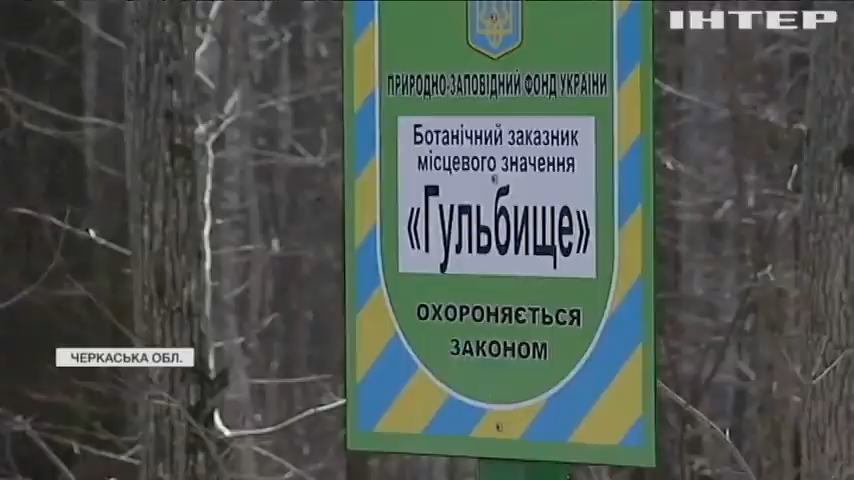 ІНТЕР
ПРИРОДНО-ЗАПОВІДНИЙ ФОНД УКРАЇНИ
Ботанічний заказник
місцевого значення
«Гульбище»
ОХОРОНЯЄТЬСЯ
ЗАКОНОМ
ЧЕРКАСЬКА ОБЛ.